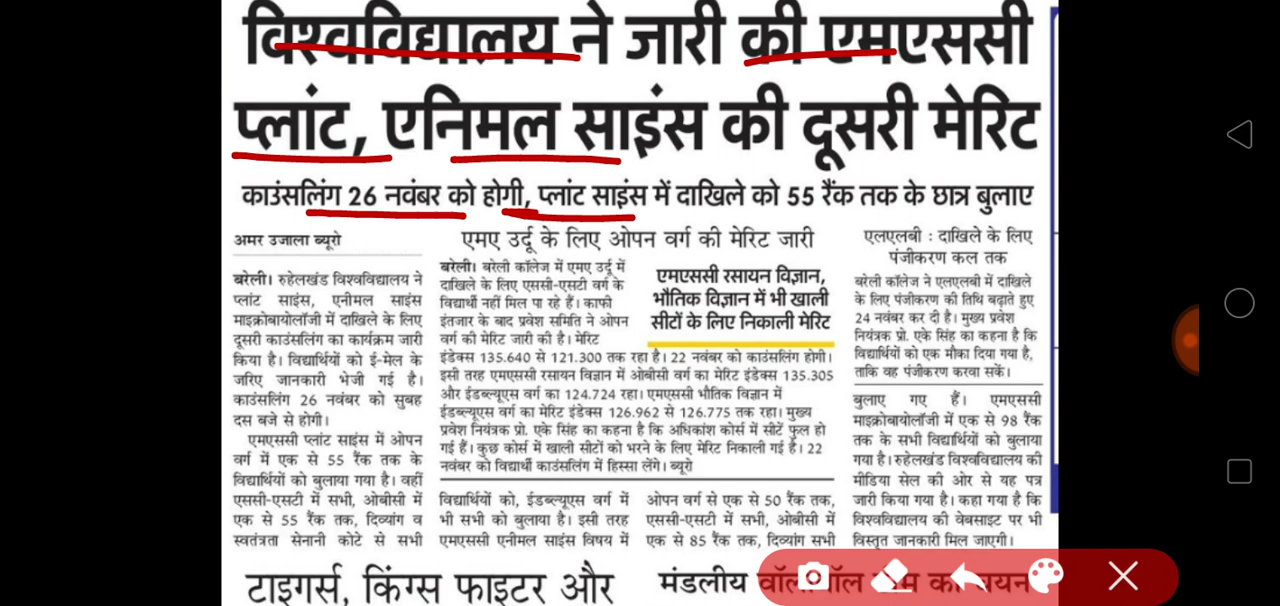 विश्वविद्यालय ने जारी की एमएससी
प्लांट, एनिमल साइंस की दूसरी मेरिट
काउंसलिंग 26 नवंबर को होगी, प्लांट साइंस में दाखिले को 55 रैंक तक के छात्र बुलाए
अमर उजाला ब्यूरो
बरेली। रुहेलखंड विश्वविद्यालय ने
प्लांट साइंस, एनीमल साइंस
माइक्रोबायोलॉजी में दाखिले के लिए
दूसरी काउंसलिंग का कार्यक्रम जारी
किया है। विद्यार्थियों को ई-मेल के
जरिए जानकारी भेजी गई है।
काउंसलिंग 26 नवंबर को सुबह
दस बजे से होगी।
एमएससी प्लांट साइंस में ओपन
वर्ग में एक से 55 रैंक तक के
विद्यार्थियों को बुलाया गया है। वहीं
एससी-एसटी में सभी, ओबीसी में
एक से 55 रैंक तक, दिव्यांग व
स्वतंत्रता सेनानी कोटे से सभी
एमए उर्दू के लिए ओपन वर्ग की मेरिट जारी
बरेली। बरेली कॉलेज में एमए उर्दू में
दाखिले के लिए एससी-एसटी वर्ग के
विद्यार्थी नहीं मिल पा रहे हैं। काफी
इंतजार के बाद प्रवेश समिति ने ओपन
वर्ग की मेरिट जारी की है। मेरिट
इंडेक्स 135.640 से 121.300 तक रहा है। 22 नवंबर को काउंसलिंग होगी।
इसी तरह एमएससी रसायन विज्ञान में ओबीसी वर्ग का मेरिट इंडेक्स 135.305
और ईडब्ल्यूएस वर्ग का 124.724 रहा। एमएससी भौतिक विज्ञान में
ईडब्ल्यूएस वर्ग का मेरिट इंडेक्स 126.962 से 126.775 तक रहा। मुख्य
प्रवेश नियंत्रक प्रो. एके सिंह का कहना है कि अधिकांश कोर्स में सीटें फुल हो
गई हैं। कुछ कोर्स में खाली सीटों को भरने के लिए मेरिट निकाली गई है। 22
नवंबर को विद्यार्थी काउंसलिंग में हिस्सा लेंगे। ब्यूरो
एमएससी रसायन विज्ञान,
भौतिक विज्ञान में भी खाली
सीटों के लिए निकाली मेरिट
विद्यार्थियों को, ईडब्ल्यूएस वर्ग में
भी सभी को बुलाया है। इसी तरह
एमएससी एनीमल साइंस विषय में
ओपन वर्ग से एक से 50 रैंक तक,
एससी-एसटी में सभी, ओबीसी में
एक से 85 रैंक तक, दिव्यांग सभी
एलएलबी : दाखिले के लिए
पंजीकरण कल तक
बरेली कॉलेज ने एलएलबी में दाखिले
के लिए पंजीकरण की तिथि बढ़ाते हुए
24 नवंबर कर दी है। मुख्य प्रवेश
नियंत्रक प्रो. एके सिंह का कहना है कि
विद्यार्थियों को एक मौका दिया गया है,
ताकि वह पंजीकरण करवा सकें।
बुलाए गए हैं। एमएससी
माइक्रोबायोलॉजी में एक से 98 रैंक
तक के सभी विद्यार्थियों को बुलाया
गया है। रुहेलखंड विश्वविद्यालय की
मीडिया सेल की ओर से यह पत्र
जारी किया गया है। कहा गया है कि
विश्वविद्यालय की वेबसाइट पर भी
विस्तृत जानकारी मिल जाएगी।
टाइगर्स, किंग्स फाइटर और
मंडलीय